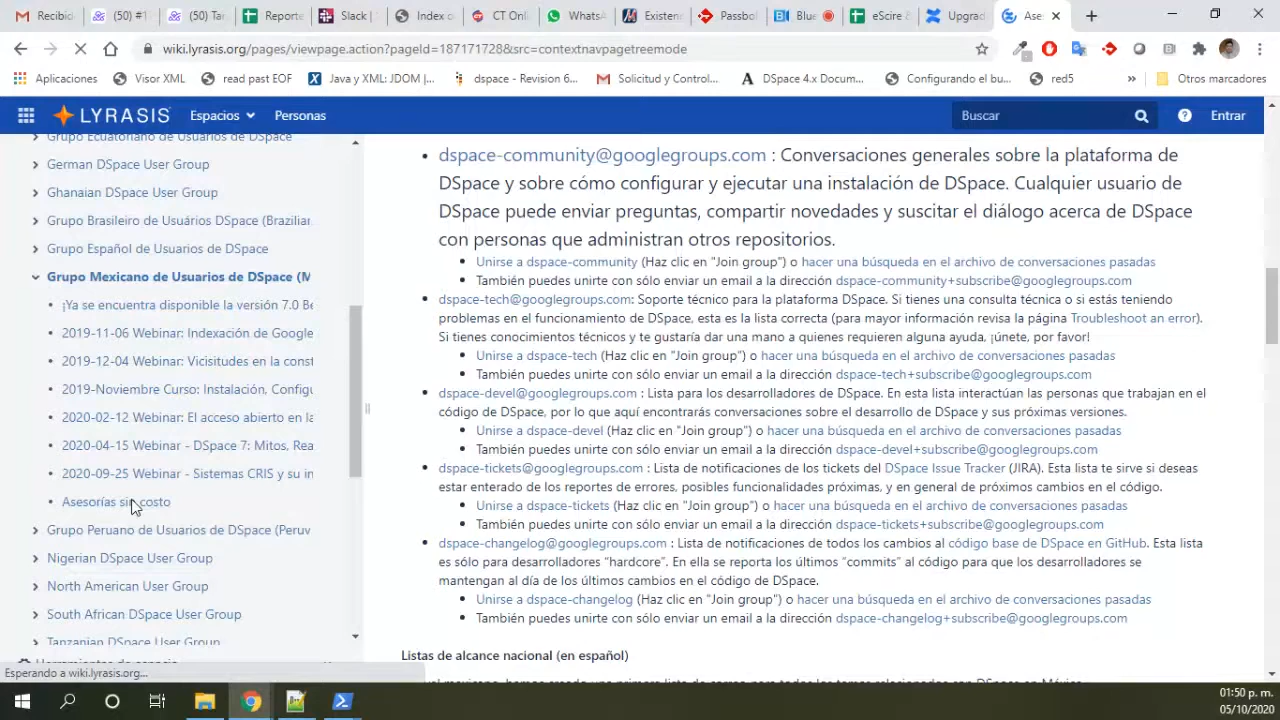 Recibic
(50) #1
(50) Tac
Reporte
Slack |
Index o
CT Onli
WhatsA
Existenc
Passbol
Blue
eScire &
Upgrad
Ase
wiki.lyrasis.org/pages/viewpage.action?pageId=187171728&src=contextnavpagetreemode
Aplicaciones
Visor XML
read past EOF
Java y XML: JDOM |...
dspace - Revision 6...
Solicitud y Control...
DSpace 4.x Docum...
Configurando el bu...
red5
»
Otros marcadores
LYRASIS
Espacios
Personas
Buscar
Entrar
Grupo Ecuatoriano de Usuarios de DSpace
German DSpace User Group
Ghanaian DSpace User Group
Grupo Brasileiro de Usuários DSpace (Brazilian
Grupo Español de Usuarios de DSpace
Grupo Mexicano de Usuarios de DSpace (M
• ¡Ya se encuentra disponible la versión 7.0 Be
• 2019-11-06 Webinar: Indexación de Google
• 2019-12-04 Webinar: Vicisitudes en la const
• 2019-Noviembre Curso: Instalación, Configu
• 2020-02-12 Webinar: El acceso abierto en la
• 2020-04-15 Webinar - DSpace 7: Mitos, Rea
• 2020-09-25 Webinar - Sistemas CRIS y su in
• Asesorías sin costo
Grupo Peruano de Usuarios de DSpace (Peruv
Nigerian DSpace User Group
North American User Group
South African DSpace User Group
Tanzanian DSpace User Group
Herramientas de espacio
Esperando a wiki.lyrasis.org...
• dspace-community@googlegroups.com : Conversaciones generales sobre la plataforma de
DSpace y sobre cómo configurar y ejecutar una instalación de DSpace. Cualquier usuario de
DSpace puede enviar preguntas, compartir novedades y suscitar el diálogo acerca de DSpace
con personas que administran otros repositorios.
• Unirse a dspace-community (Haz clic en "Join group") o hacer una búsqueda en el archivo de conversaciones pasadas
• También puedes unirte con sólo enviar un email a la dirección dspace-community+subscribe@googlegroups.com
• dspace-tech@googlegroups.com: Soporte técnico para la plataforma DSpace. Si tienes una consulta técnica o si estás teniendo
problemas en el funcionamiento de DSpace, esta es la lista correcta (para mayor información revisa la página Troubleshoot an error).
Si tienes conocimientos técnicos y te gustaría dar una mano a quienes requieren alguna ayuda, ¡únete, por favor!
• Unirse a dspace-tech (Haz clic en "Join group") o hacer una búsqueda en el archivo de conversaciones pasadas
• También puedes unirte con sólo enviar un email a la dirección dspace-tech+subscribe@googlegroups.com
• dspace-devel@googlegroups.com : Lista para los desarrolladores de DSpace. En esta lista interactúan las personas que trabajan en el
código de DSpace, por lo que aquí encontrarás conversaciones sobre el desarrollo de DSpace y sus próximas versiones.
• Unirse a dspace-devel (Haz clic en "Join group") o hacer una búsqueda en el archivo de conversaciones pasadas
• También puedes unirte con sólo enviar un email a la dirección dspace-devel+subscribe@googlegroups.com
• dspace-tickets@googlegroups.com : Lista de notificaciones de los tickets del DSpace Issue Tracker (JIRA). Esta lista te sirve si deseas
estar enterado de los reportes de errores, posibles funcionalidades próximas, y en general de próximos cambios en el código.
• Unirse a dspace-tickets (Haz clic en "Join group") o hacer una búsqueda en el archivo de conversaciones pasadas
• También puedes unirte con sólo enviar un email a la dirección dspace-tickets+subscribe@googlegroups.com
• dspace-changelog@googlegroups.com : Lista de notificaciones de todos los cambios al código base de DSpace en GitHub. Esta lista
es sólo para desarrolladores “hardcore”. En ella se reporta los últimos “commits” al código para que los desarrolladores se
mantengan al día de los últimos cambios en el código de DSpace.
• Unirse a dspace-changelog (Haz clic en "Join group") o hacer una búsqueda en el archivo de conversaciones pasadas
• También puedes unirte con sólo enviar un email a la dirección dspace-changelog+subscribe@googlegroups.com
Listas de alcance nacional (en español)
01:50 p. m.
05/10/2020